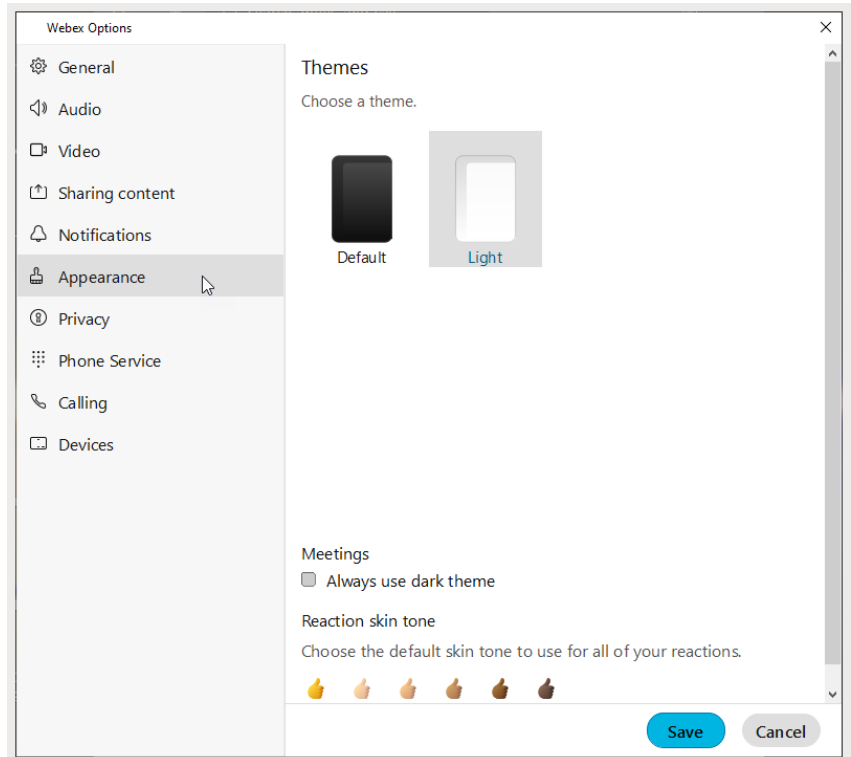 Webex Options
General
Audio
Video
Sharing content
Notifications
Appearance
Privacy
Phone Service
Calling
Devices
Themes
Choose a theme.
Default Light
Meetings
Always use dark theme
Reaction skin tone
Choose the default skin tone to use for all of your reactions.
Save Cancel